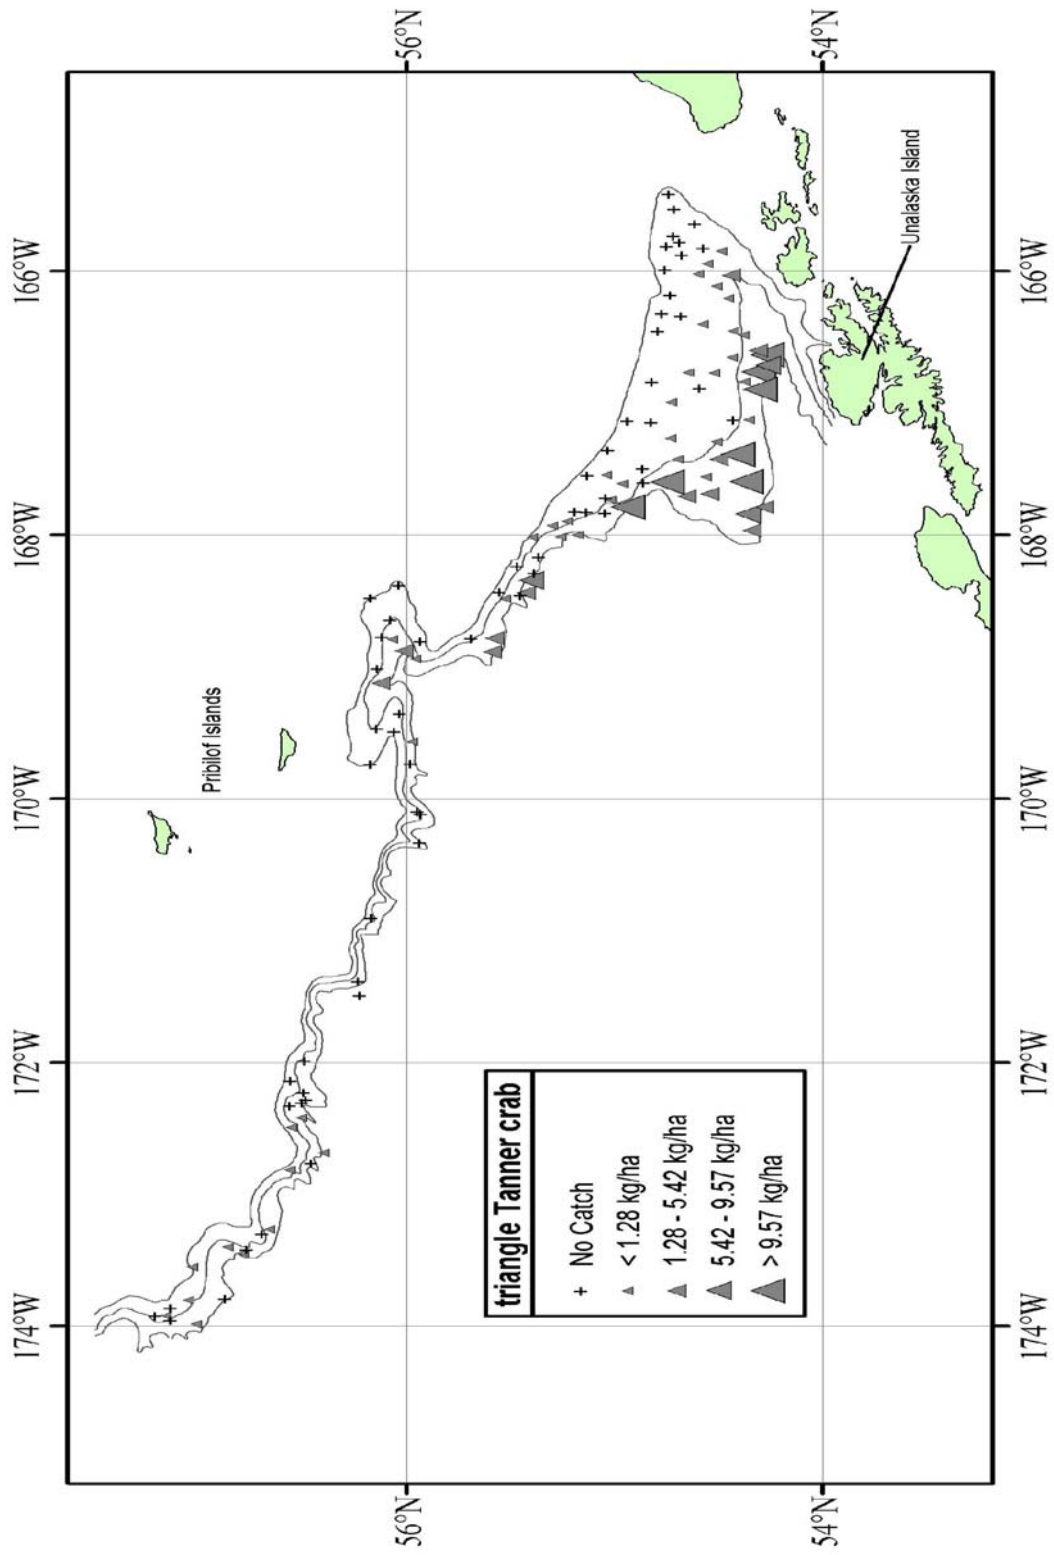 174°W
172°W
170°W
168°W
166°W
56°N
56°N
54°N
54°N
Pribilof Islands
Unalaska Island
triangle Tanner crab
No Catch
< 1.28 kg/ha
1.28 - 5.42 kg/ha
5.42 - 9.57 kg/ha
> 9.57 kg/ha
174°W
172°W
170°W
168°W
166°W